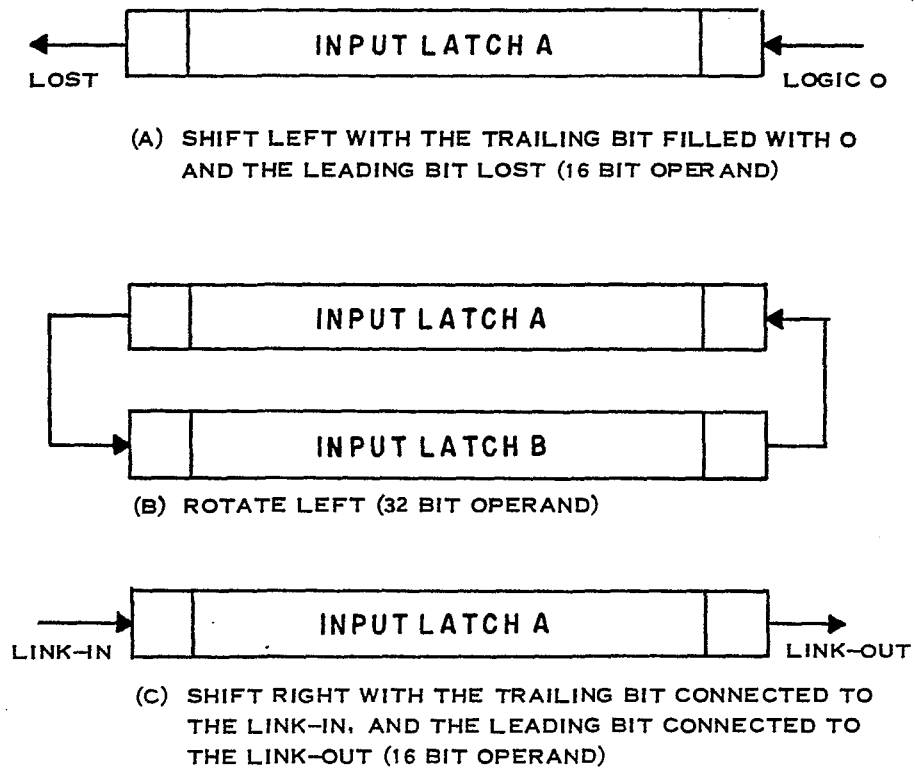 INPUT LATCH A
LOST
LOGIC 0
(A) SHIFT LEFT WITH THE TRAILING BIT FILLED WITH 0
AND THE LEADING BIT LOST (16 BIT OPERAND)
INPUT LATCH A
INPUT LATCH B
(B) ROTATE LEFT (32 BIT OPERAND)
INPUT LATCH A
LINK-IN
LINK-OUT
(C) SHIFT RIGHT WITH THE TRAILING BIT CONNECTED TO
THE LINK-IN, AND THE LEADING BIT CONNECTED TO
THE LINK-OUT (16 BIT OPERAND)